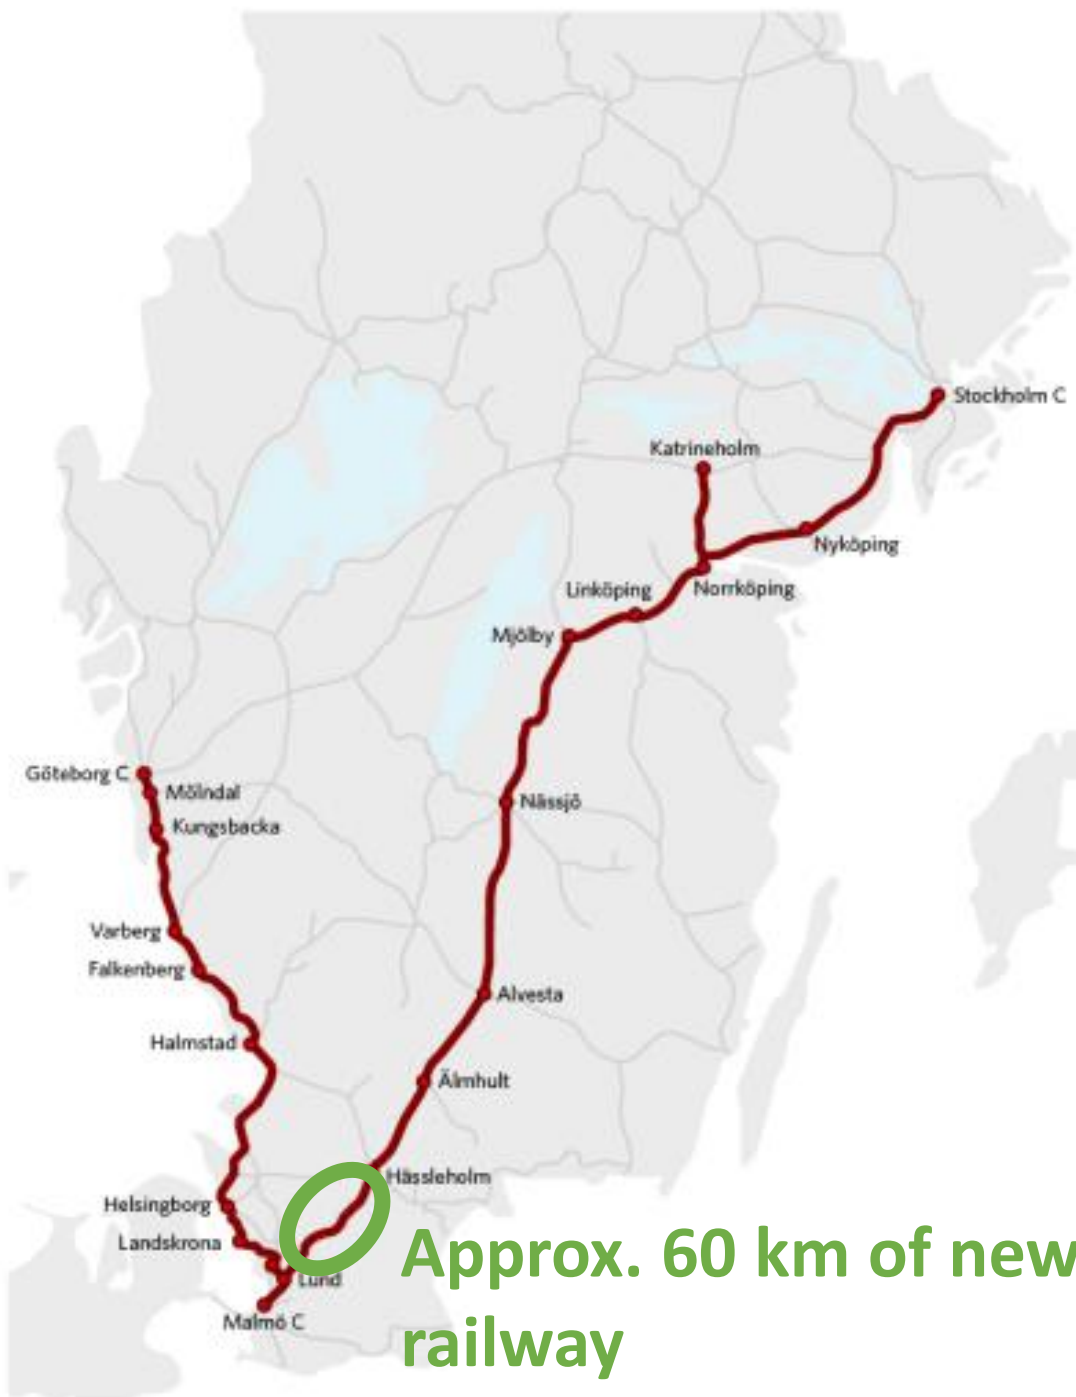 Stockholm C
Katrineholm
Nyköping
Linköping
Norrköping
Mjölby
Göteborg C
Mölndal
Nässjö
Kungsbacka
Varberg
Falkenberg
Alvesta
Halmstad
Älmhult
Hässleholm
Helsingborg
Landskrona
Lund
Malmö C
Approx. 60 km of new
railway